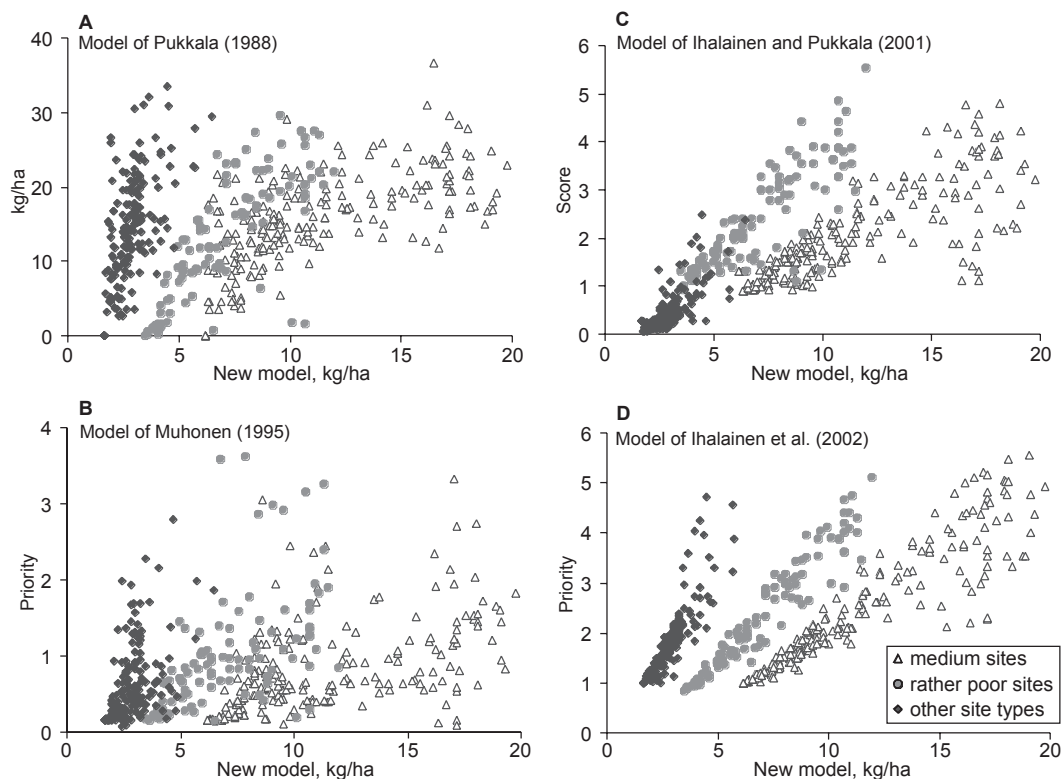 A
Model of Pukkala (1988)
kg/ha
40
30
20
10
0
0 5 10 15 20
New model, kg/ha
C
Model of Ihalainen and Pukkala (2001)
Score
6
5
4
3
2
1
0
0 5 10 15 20
New model, kg/ha
B
Model of Muhonen (1995)
Priority
4
3
2
1
0
0 5 10 15 20
New model, kg/ha
D
Model of Ihalainen et al. (2002)
Priority
6
5
4
3
2
1
0
0 5 10 15 20
New model, kg/ha
medium sites
rather poor sites
other site types